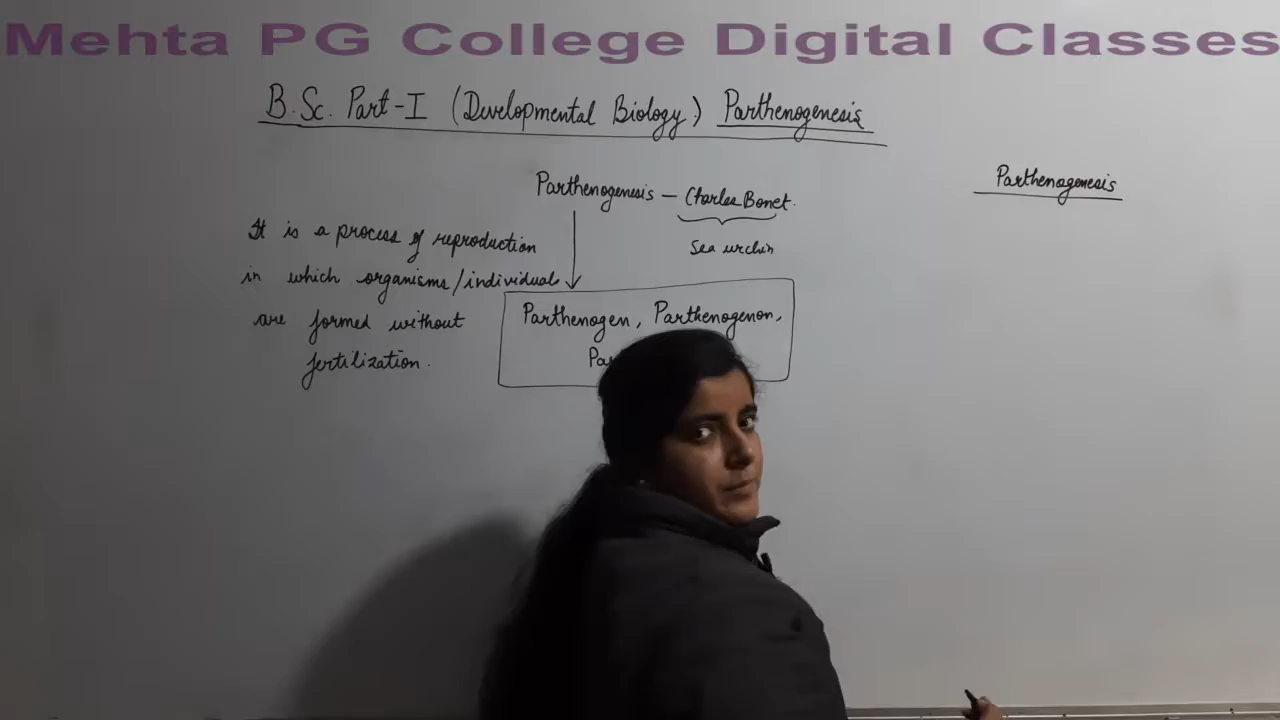 Mehta PG College Digital Classes
B.Sc. Part-I (Developmental Biology) Parthenogenesis
Parthenogenesis
Parthenogenesis – Charles Bonet.
Sea urchin
It is a process of reproduction
in which organisms/individuals
are formed without
fertilization.
Parthenogen, Parthenogenon,